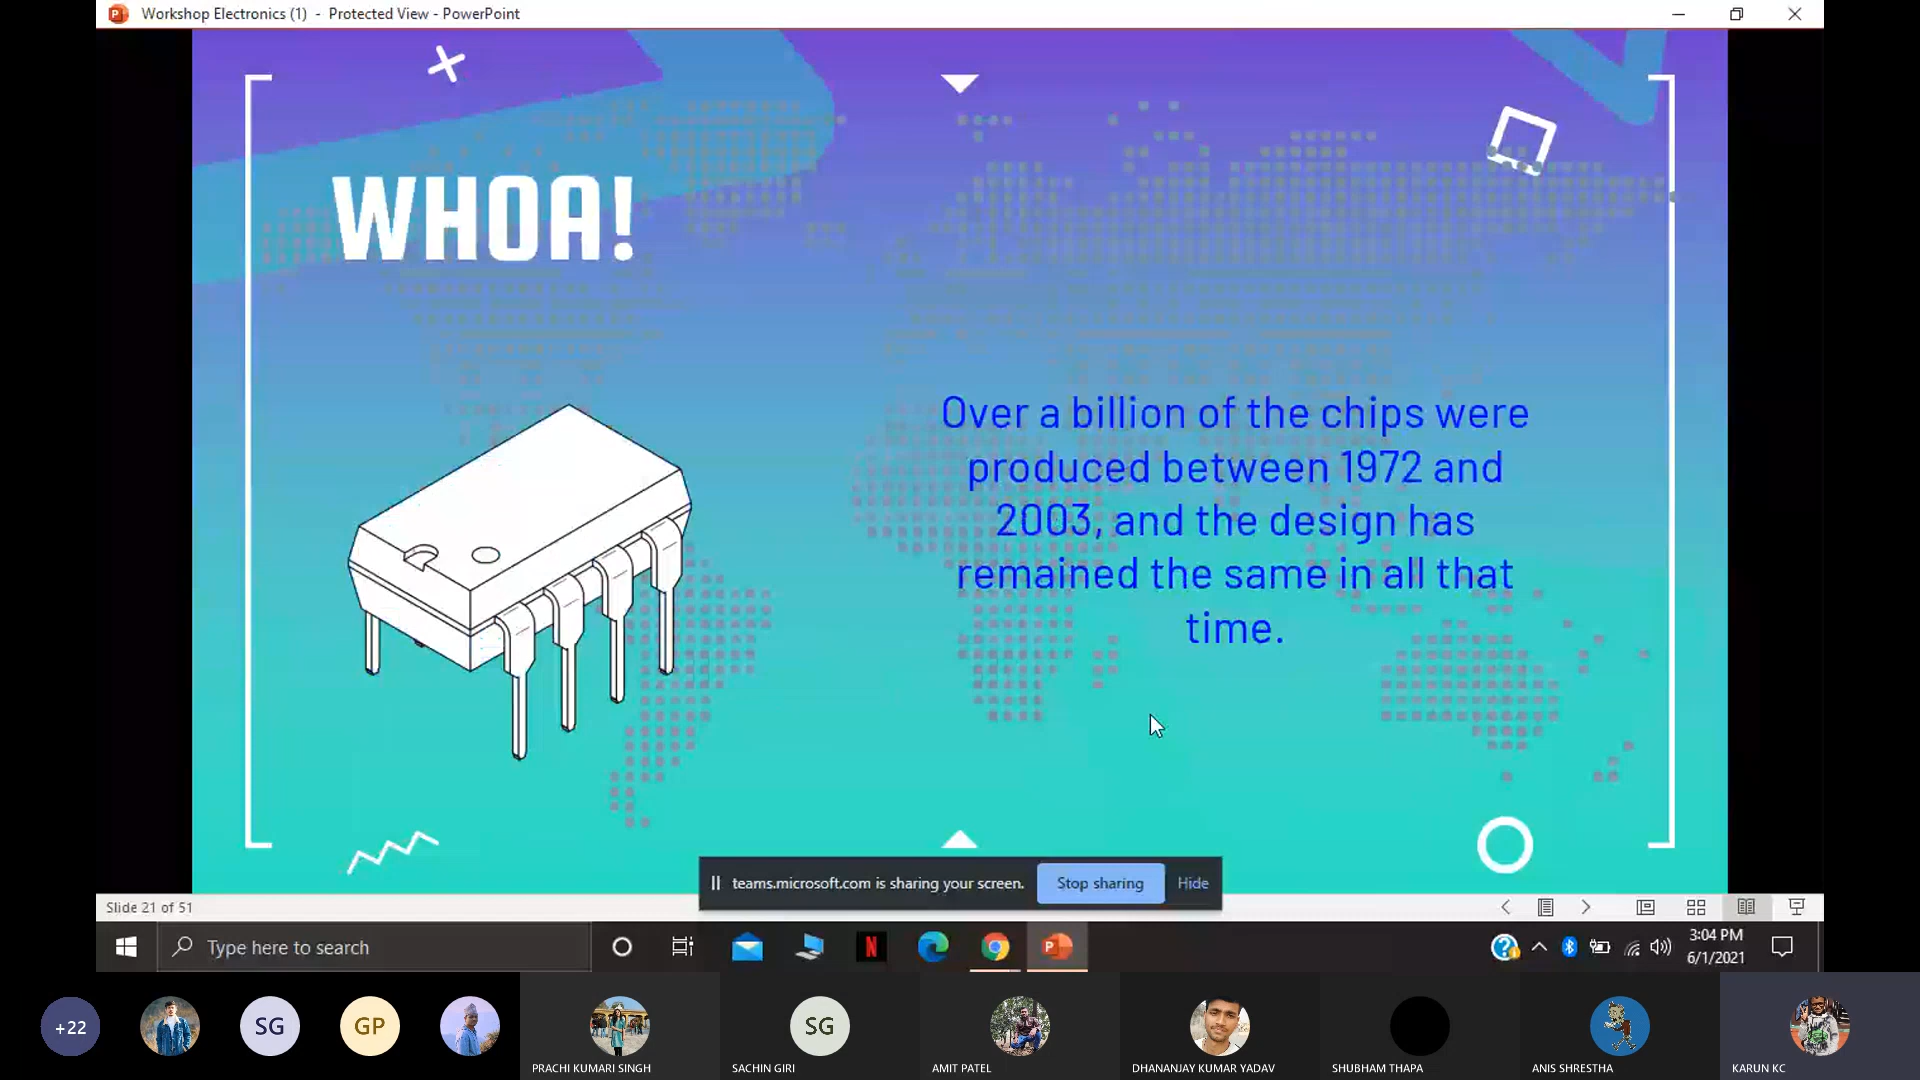 Workshop Electronics (1) - Protected View - PowerPoint
WHOA!
Over a billion of the chips were
produced between 1972 and
2003, and the design has
remained the same in all that
time.
teams.microsoft.com is sharing your screen.
Stop sharing
Hide
Slide 21 of 51
Type here to search
3:04 PM
6/1/2021
+22
SG
GP
SG
PRACHI KUMARI SINGH
SACHIN GIRI
AMIT PATEL
DHANANJAY KUMAR YADAV
SHUBHAM THAPA
ANIS SHRESTHA
KARUN KC